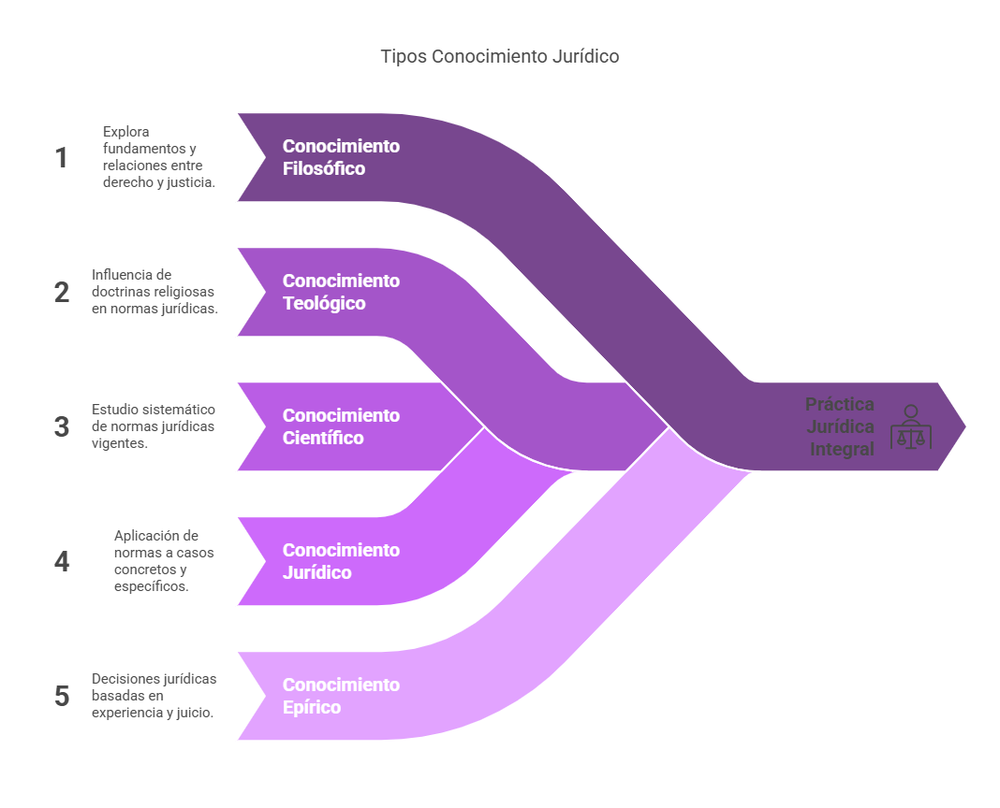 Tipos Conocimiento Jurídico
1
Explora
fundamentos y
relaciones entre
derecho y justicia.
Conocimiento
Filosófico
2
Influencia de
doctrinas religiosas
en normas jurídicas.
Conocimiento
Teológico
3
Estudio sistemático
de normas jurídicas
vigentes.
Conocimiento
Científico
Práctica
Jurídica
Integral
4
Aplicación de
normas a casos
concretos y
específicos.
Conocimiento
Jurídico
5
Decisiones jurídicas
basadas en
experiencia y juicio.
Conocimiento
Epírico